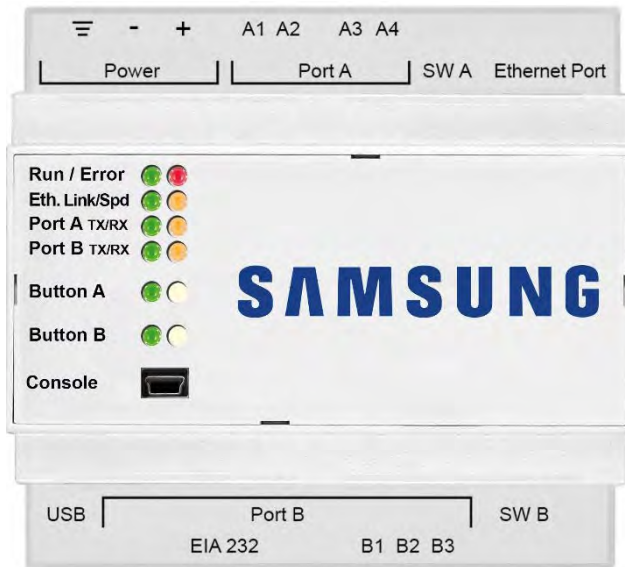 - +
A1 A2 A3 A4
Power Port A SW A Ethernet Port
Run / Error
Eth. Link/Spd
Port A TX/RX
Port B TX/RX
Button A
SAMSUNG
Button B
Console
USB Port B SW B
EIA 232 B1 B2 B3